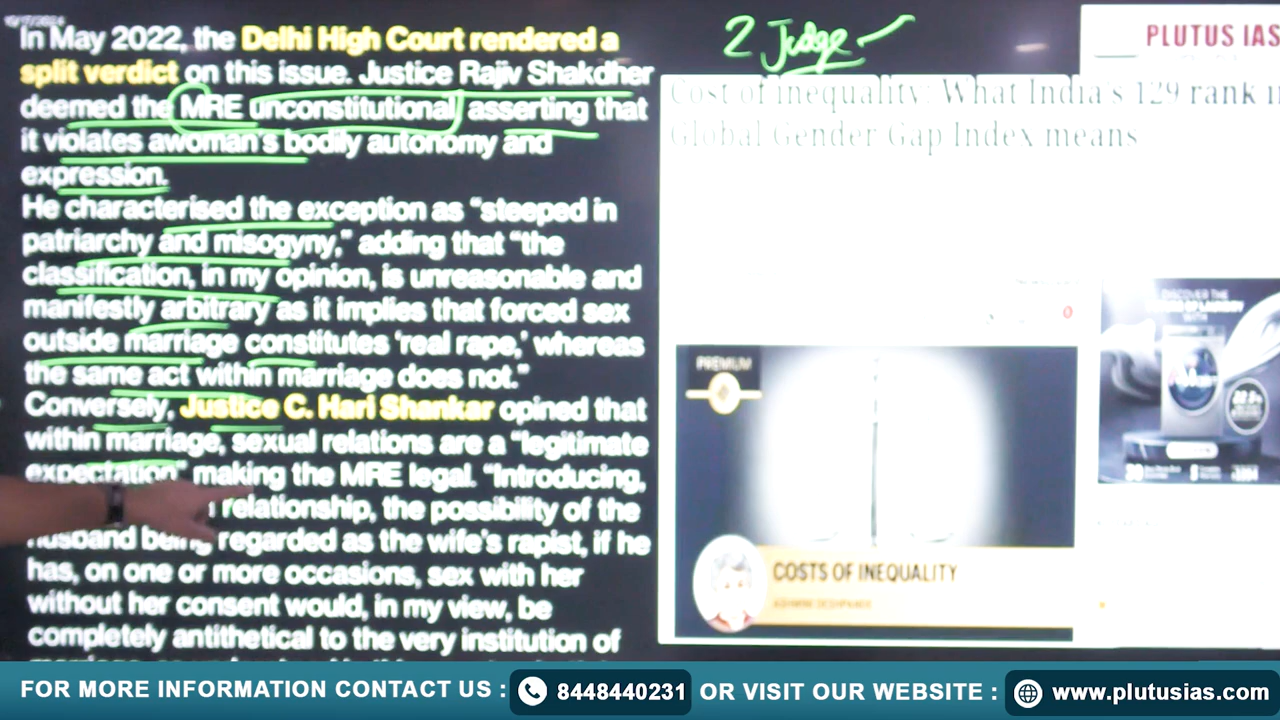 In May 2022, the Delhi High Court rendered a
split verdict on this issue. Justice Rajiv Shakdher
deemed the MRE unconstitutional, asserting that
it violates awoman's bodily autonomy and
expression.
He characterised the exception as “steeped in
patriarchy and misogyny,” adding that “the
classification, in my opinion, is unreasonable and
manifestly arbitrary as it implies that forced sex
outside marriage constitutes ‘real rape,’ whereas
the same act within marriage does not.”
Conversely, Justice C. Hari Shankar opined that
within marriage, sexual relations are a “legitimate
expectation” making the MRE legal. “Introducing,
relationship, the possibility of the
husband being regarded as the wife's rapist, if he
has, on one or more occasions, sex with her
without her consent would, in my view, be
completely antithetical to the very institution of
2 Judge
PLUTUS IAS
Cost of inequality: What India's 129 rank in
Global Gender Gap Index means
0
PREMIUM
COSTS OF INEQUALITY
ASHWINI DESHPANDE
DISCOVER THE
WITH
FOR MORE INFORMATION CONTACT US : 8448440231 OR VISIT OUR WEBSITE : www.plutusias.com